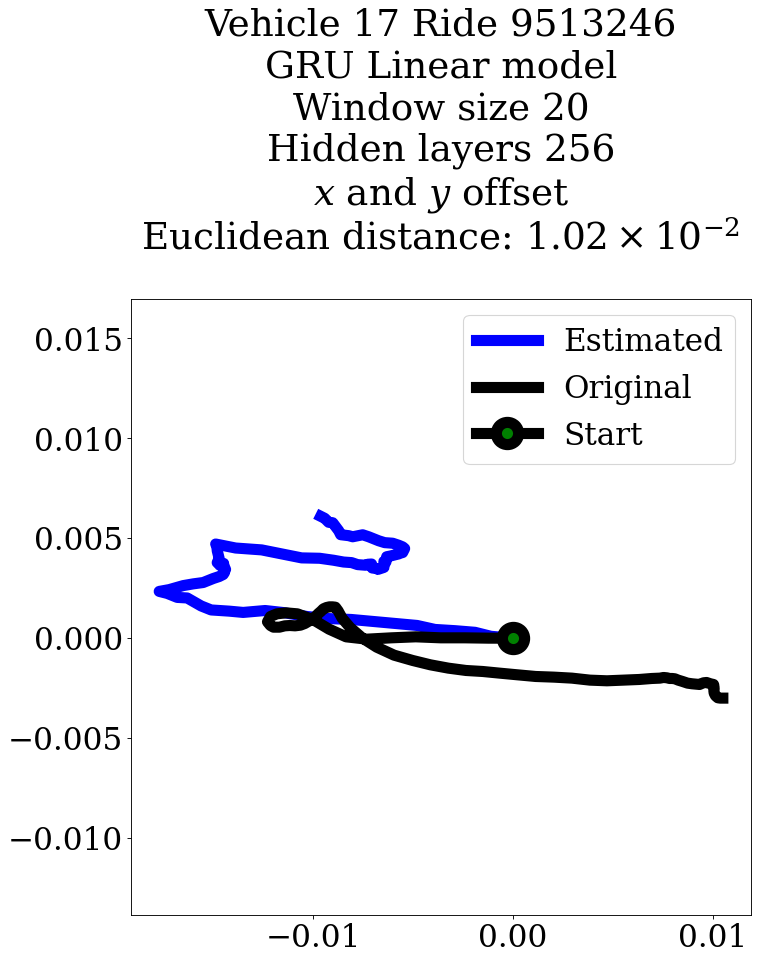 Vehicle 17 Ride 9513246
GRU Linear model
Window size 20
Hidden layers 256
x and y offset
Euclidean distance: 1.02 × 10⁻²
Estimated
Original
Start
0.015
0.010
0.005
0.000
−0.005
−0.010
−0.01 0.00 0.01